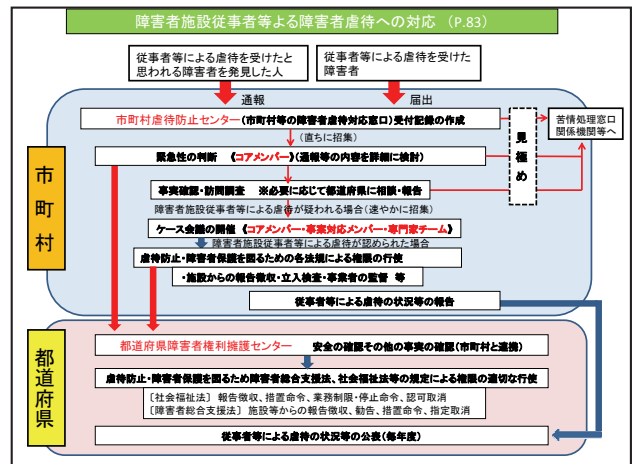 障害者施設従事者等よる障害者虐待への対応 (P.83)
従事者等による虐待を受けたと
思われる障害者を発見した人
従事者等による虐待を受けた
障害者
通報
届出
市町村虐待防止センター(市町村等の障害者虐待対応窓口)受付記録の作成
苦情処理窓口
関係機関等へ
(直ちに招集)
見極め
緊急性の判断 《コアメンバー》(通報等の内容を詳細に検討)
事実確認・訪問調査 ※必要に応じて都道府県に相談・報告
障害者施設従事者等による虐待が疑われる場合(速やかに招集)
ケース会議の開催 《コアメンバー・事案対応メンバー・専門家チーム》
障害者施設従事者等による虐待が認められた場合
虐待防止・障害者保護を図るための各法規による権限の行使
・施設からの報告徴収・立入検査・事業者の監督 等
従事者等による虐待の状況等の報告
市町村
都道府県障害者権利擁護センター 安全の確認その他の事実の確認(市町村と連携)
虐待防止・障害者保護を図るため障害者総合支援法、社会福祉法等の規定による権限の適切な行使
〔社会福祉法〕 報告徴収、措置命令、業務制限・停止命令、認可取消
〔障害者総合支援法〕 施設等からの報告徴収、勧告、措置命令、指定取消
従事者等による虐待の状況等の公表(毎年度)
都道府県